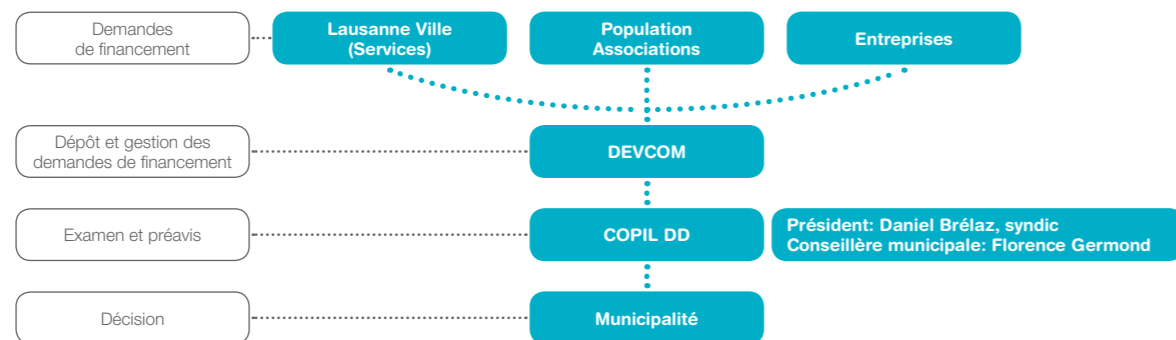 Demandes
de financement
Lausanne Ville
(Services)
Population
Associations
Entreprises
Dépôt et gestion des
demandes de financement
DEVCOM
Examen et préavis
COPIL DD
Président: Daniel Brélaz, syndic
Conseillère municipale: Florence Germond
Décision
Municipalité